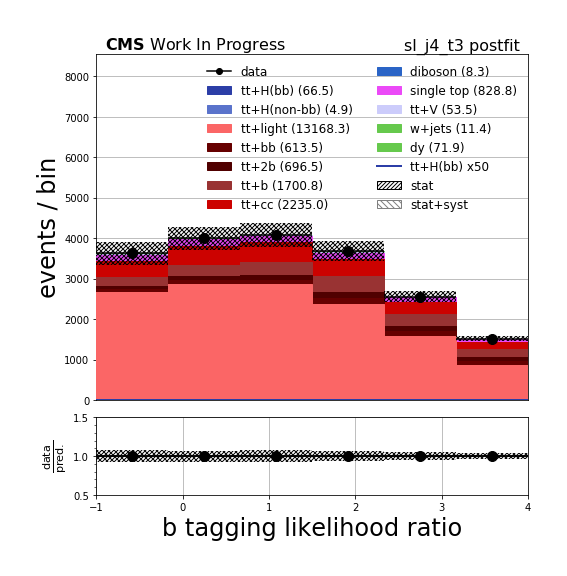 CMS Work In Progress
sl_j4_t3 postfit
data
tt+H(bb) (66.5)
tt+H(non-bb) (4.9)
tt+light (13168.3)
tt+bb (613.5)
tt+2b (696.5)
tt+b (1700.8)
tt+cc (2235.0)
diboson (8.3)
single top (828.8)
tt+V (53.5)
w+jets (11.4)
dy (71.9)
tt+H(bb) x50
stat
stat+syst
events / bin
8000
7000
6000
5000
4000
3000
2000
1000
0
data
pred.
1.5
1.0
0.5
−1
0
1
2
3
4
b tagging likelihood ratio